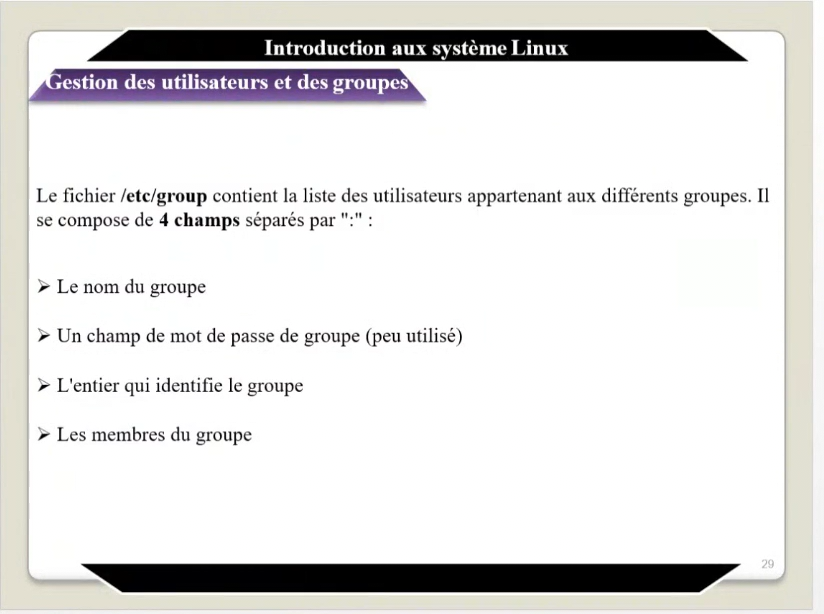 Introduction aux système Linux
Gestion des utilisateurs et des groupes
Le fichier /etc/group contient la liste des utilisateurs appartenant aux différents groupes. Il
se compose de 4 champs séparés par ":" :
➢ Le nom du groupe
➢ Un champ de mot de passe de groupe (peu utilisé)
➢ L'entier qui identifie le groupe
➢ Les membres du groupe
29